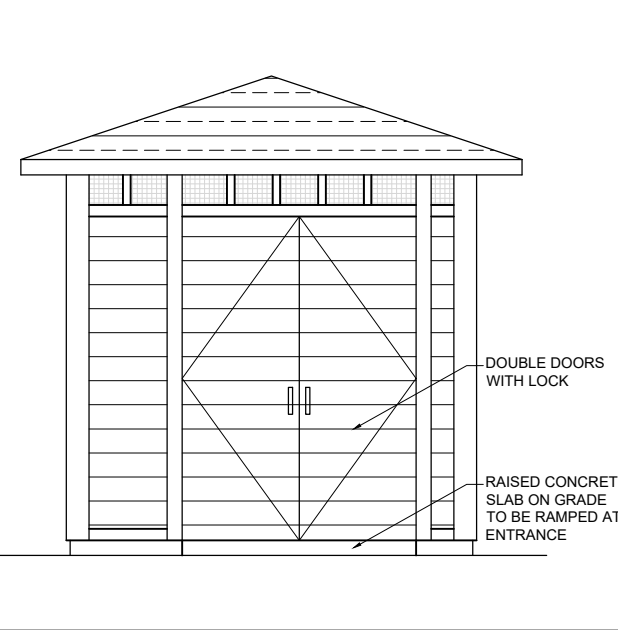 DOUBLE DOORS
WITH LOCK
RAISED CONCRET
SLAB ON GRADE
TO BE RAMPED AT
ENTRANCE